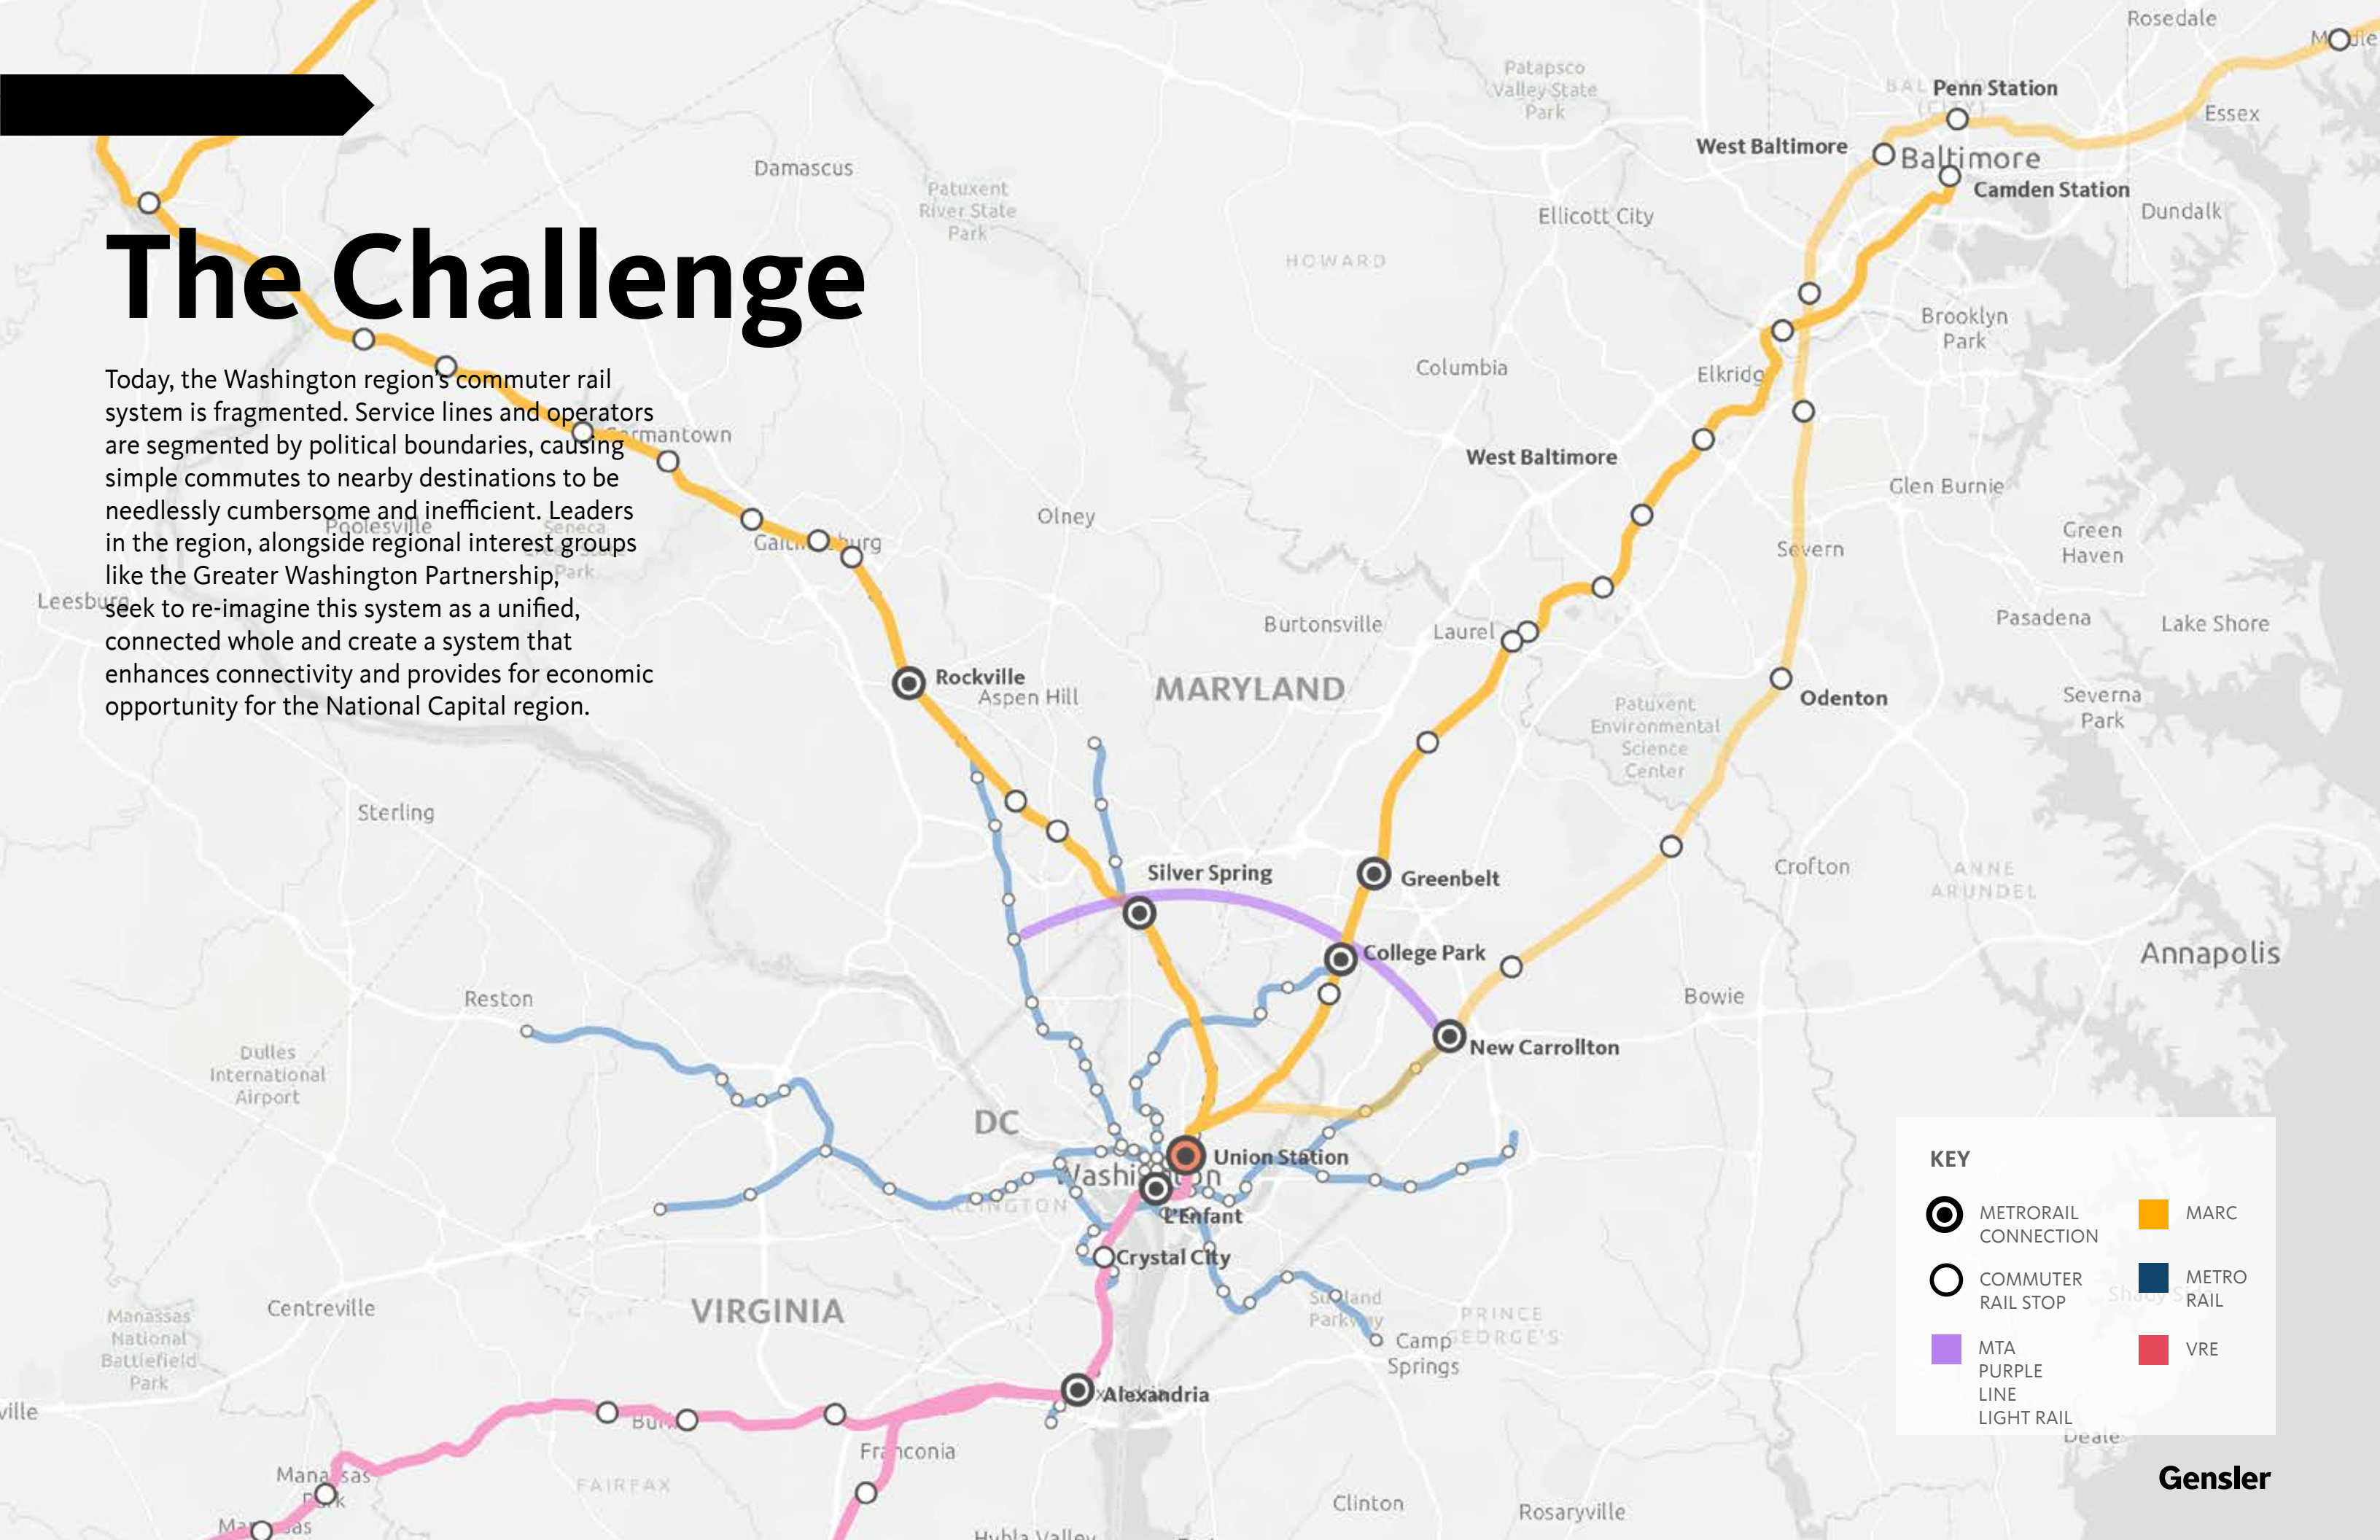 The Challenge
Today, the Washington region's commuter rail
system is fragmented. Service lines and operators
are segmented by political boundaries, causing
simple commutes to nearby destinations to be
needlessly cumbersome and inefficient. Leaders
in the region, alongside regional interest groups
like the Greater Washington Partnership,
seek to re-imagine this system as a unified,
connected whole and create a system that
enhances connectivity and provides for economic
opportunity for the National Capital region.
Rosedale
Patapsco
Valley State
Park
Penn Station
Essex
West Baltimore
Baltimore
Camden Station
Dundalk
Damascus
Patuxent
River State
Park
Ellicott City
HOWARD
Brooklyn
Park
Columbia
West Baltimore
Glen Burnie
Poolesville
Seneca
Park
Olney
Green
Haven
Severn
Leesburg
Burtonsville
Laurel
Pasadena
Lake Shore
Rockville
Aspen Hill
MARYLAND
Patuxent
Environmental
Science
Center
Odenton
Severna
Park
Sterling
Silver Spring
Greenbelt
Crofton
ANNE
ARUNDEL
College Park
Annapolis
Reston
Bowie
New Carrollton
Dulles
International
Airport
DC
Union Station
L'Enfant
Crystal City
Centreville
VIRGINIA
Manassas
National
Battlefield
Park
PRINCE
GEORGE'S
Camp
Springs
Alexandria
ville
Franconia
FAIRFAX
Clinton
Rosaryville
Hybla Valley
KEY
METRORAIL
CONNECTION
MARC
COMMUTER
RAIL STOP
METRO
RAIL
MTA
PURPLE
LINE
LIGHT RAIL
VRE
Deale
Gensler